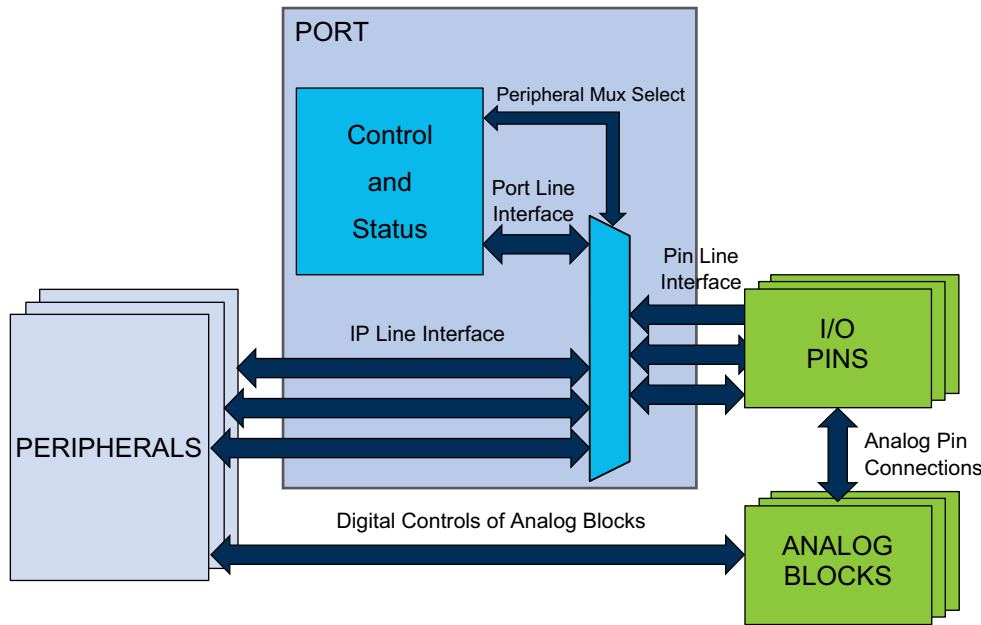 PORT
Peripheral Mux Select
Control
and
Status
Port Line
Interface
Pin Line
Interface
I/O
PINS
IP Line Interface
PERIPHERALS
Analog Pin
Connections
Digital Controls of Analog Blocks
ANALOG
BLOCKS